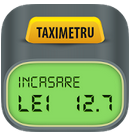 TAXIMETRU
INCASARE
LEI 12.7